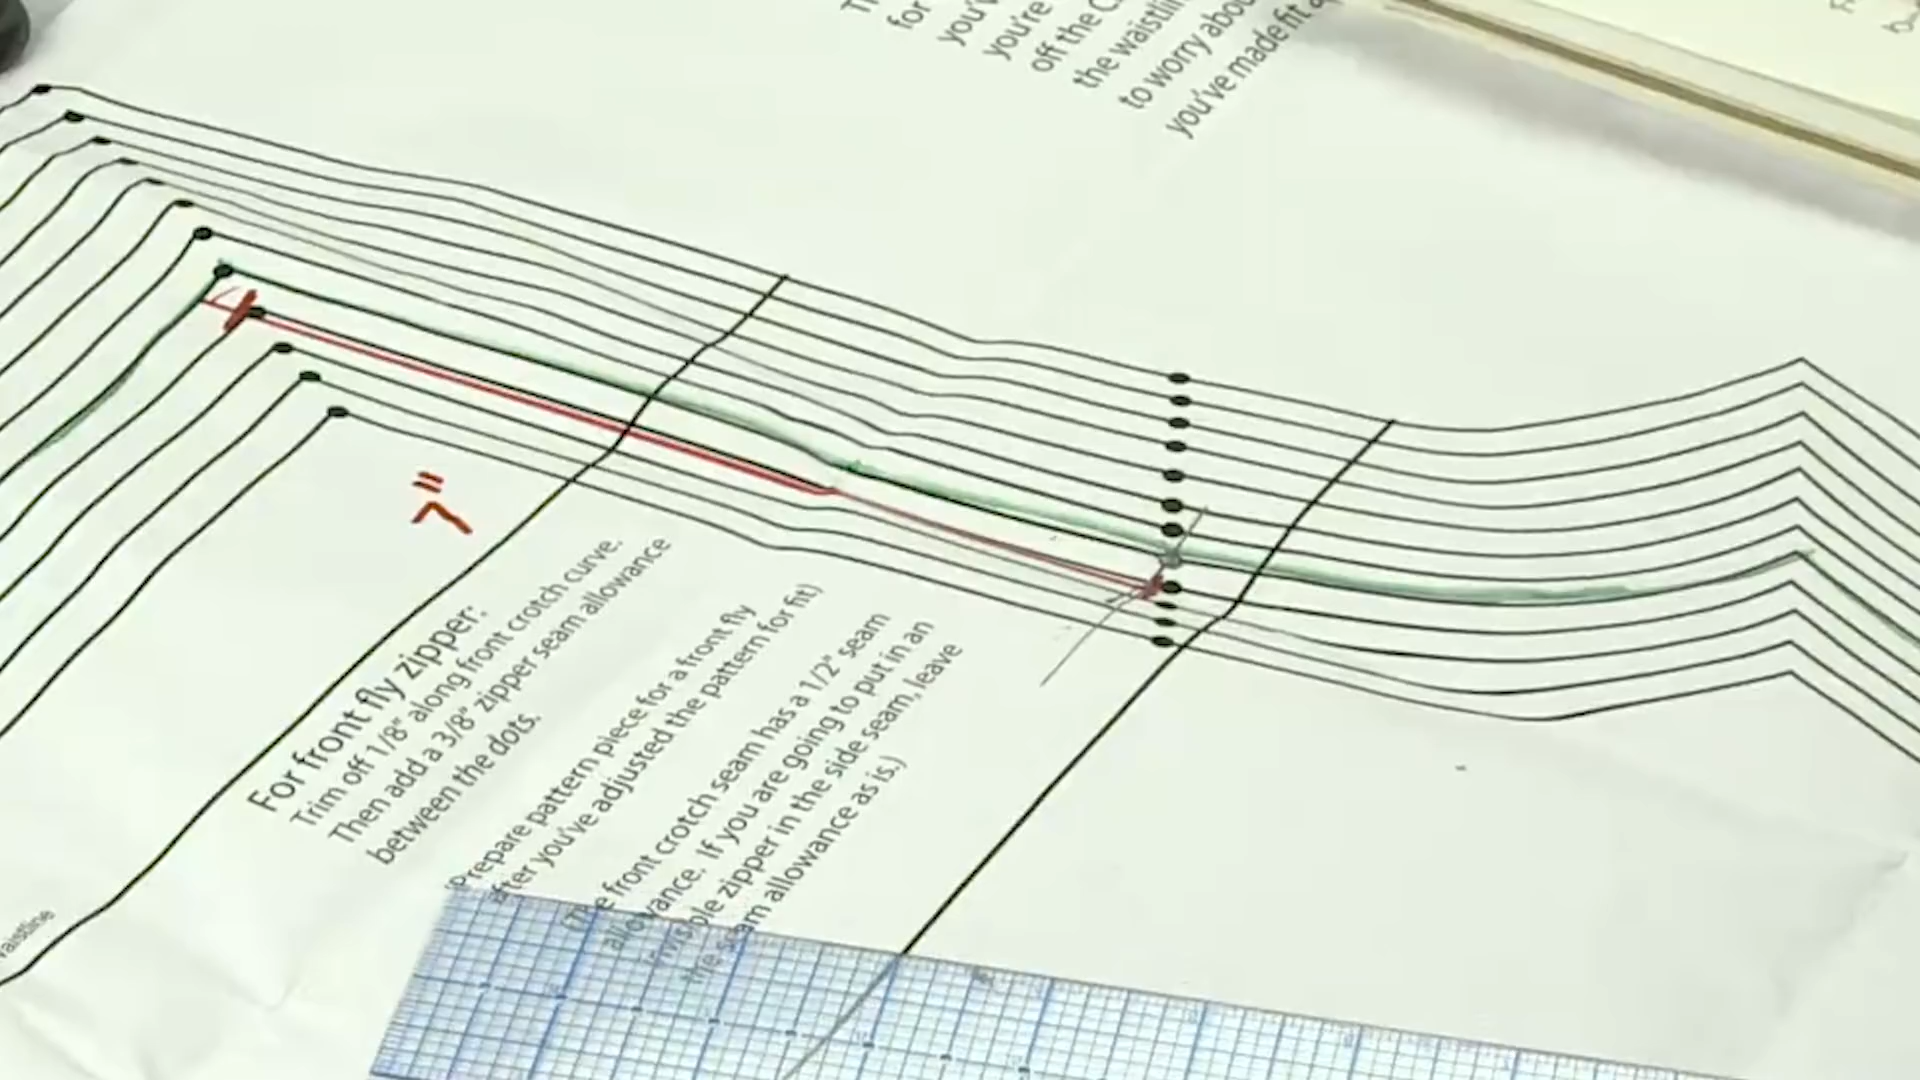 for
you're
off the
the waistline
to worry about
you've made fit
7"
For front fly zipper:
Trim off 1/8" along front crotch curve.
Then add a 3/8" zipper seam allowance
between the dots.
Prepare pattern piece for a front fly
after you've adjusted the pattern for fit)
(The front crotch seam has a 1/2" seam
allowance. If you are going to put in an
invisible zipper in the side seam, leave
the seam allowance as is.)
waistline